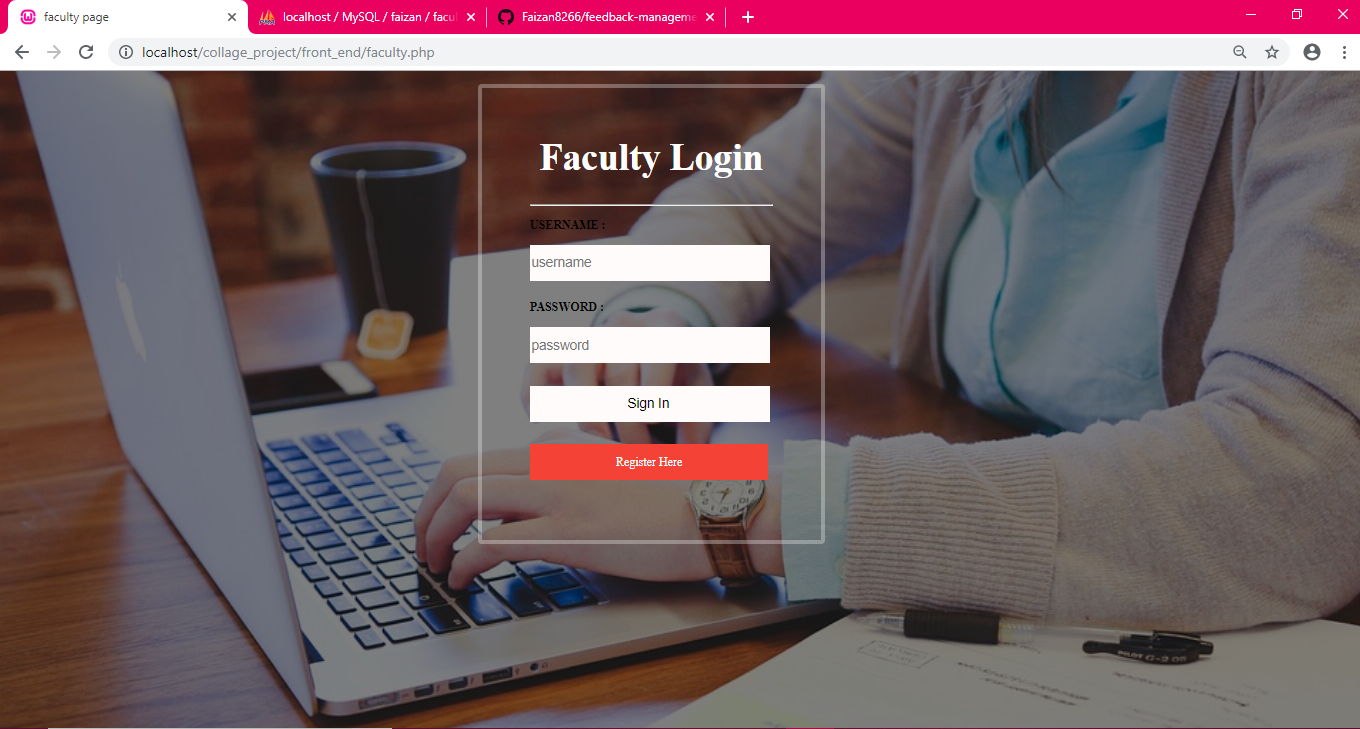 faculty page
localhost / MySQL / faizan / facul
Faizan8266/feedback-manageme
localhost/collage_project/front_end/faculty.php
Faculty Login
USERNAME :
username
PASSWORD :
password
Sign In
Register Here
PILOT G-2 05